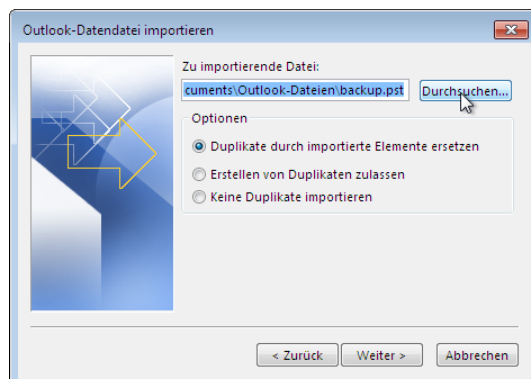 Outlook-Datendatei importieren
Zu importierende Datei:
cuments\Outlook-Dateien\backup.pst
Durchsuchen...
Optionen
Duplikate durch importierte Elemente ersetzen
Erstellen von Duplikaten zulassen
Keine Duplikate importieren
< Zurück
Weiter >
Abbrechen